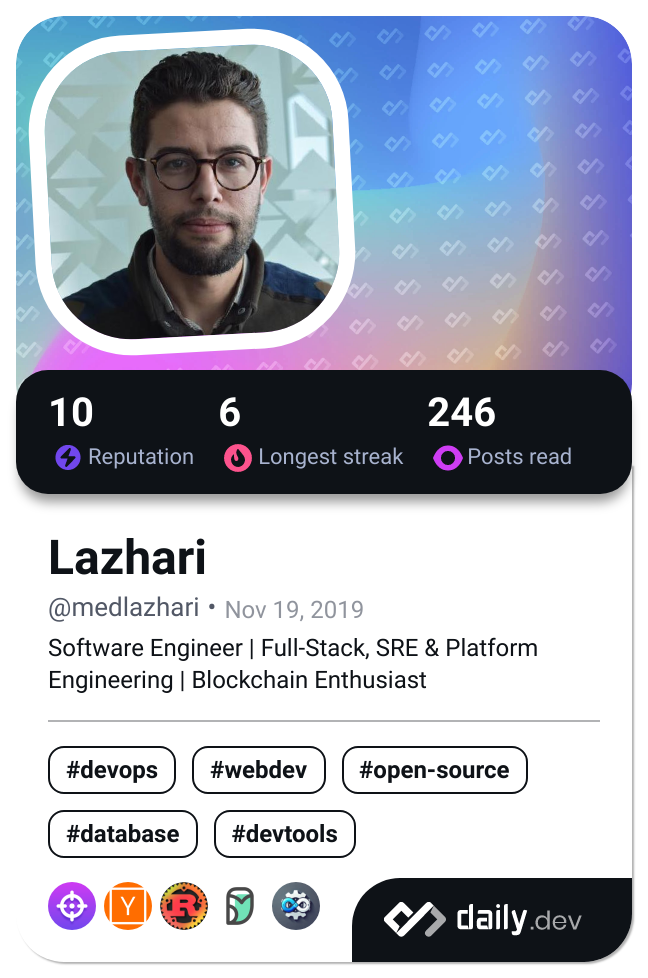 10 6 246
Reputation Longest streak Posts read
Lazhari
@medlazhari • Nov 19, 2019
Software Engineer | Full-Stack, SRE & Platform
Engineering | Blockchain Enthusiast
#devops #webdev #open-source
#database #devtools
Y R
daily.dev